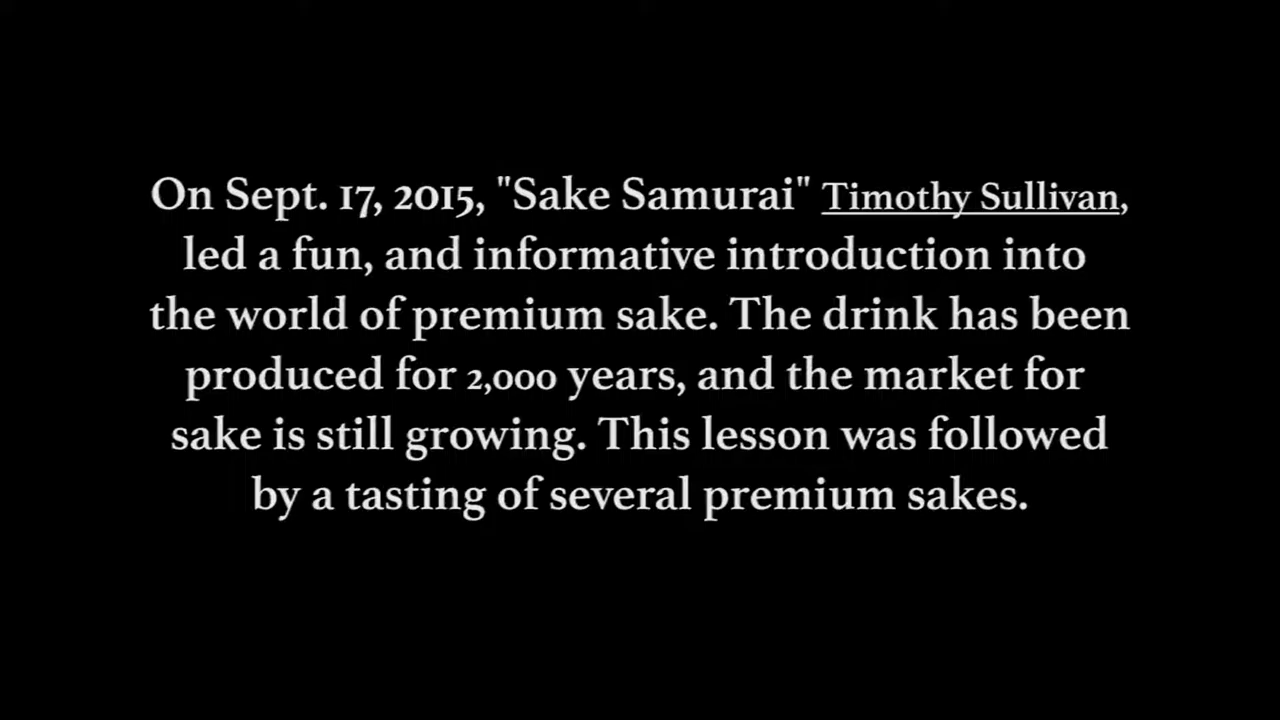 On Sept. 17, 2015, "Sake Samurai" Timothy Sullivan,
led a fun, and informative introduction into
the world of premium sake. The drink has been
produced for 2,000 years, and the market for
sake is still growing. This lesson was followed
by a tasting of several premium sakes.